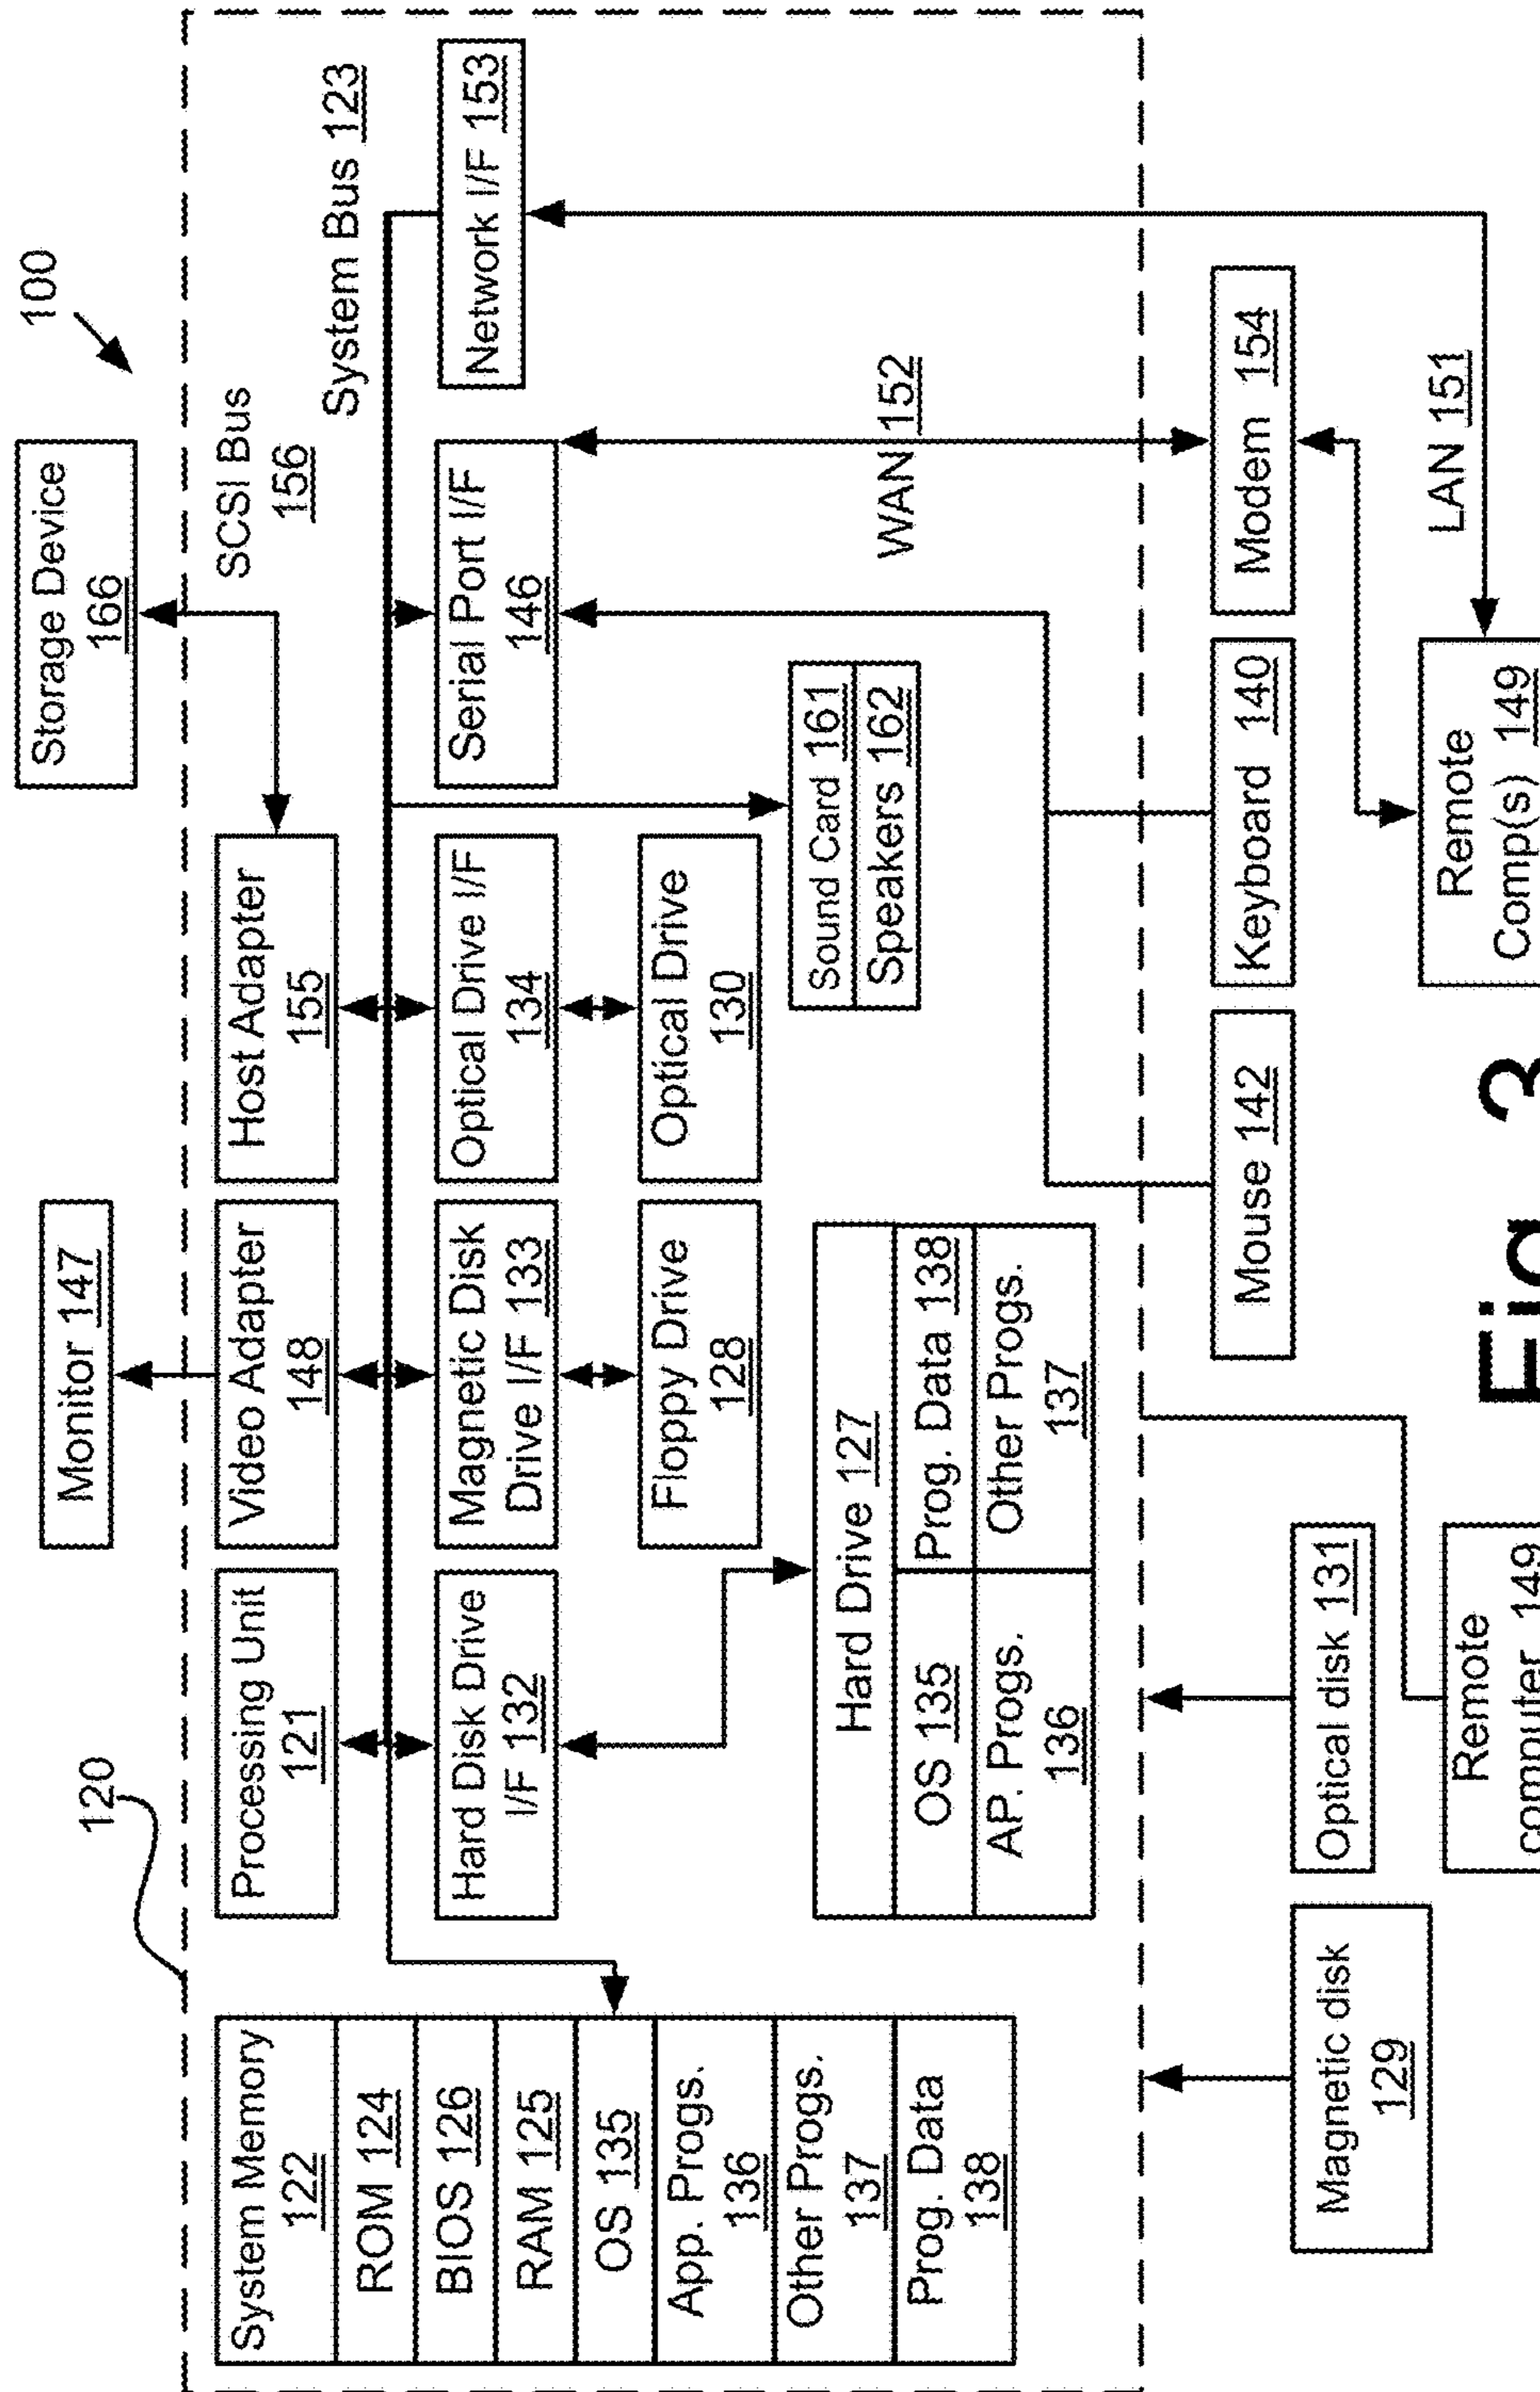 100
120
Monitor 147
Storage Device
166
System Memory
122
ROM 124
BIOS 126
RAM 125
OS 135
App. Progs.
136
Other Progs.
137
Prog. Data
138
Processing Unit
121
Video Adapter
148
Host Adapter
155
SCSI Bus
156
System Bus 123
Hard Disk Drive
I/F 132
Magnetic Disk
Drive I/F 133
Optical Drive I/F
134
Serial Port I/F
146
Network I/F 153
Floppy Drive
128
Optical Drive
130
Sound Card 161
Speakers 162
Hard Drive 127
OS 135
Prog. Data 138
AP. Progs.
136
Other Progs.
137
WAN 152
Mouse 142
Keyboard 140
Modem 154
Magnetic disk
129
Optical disk 131
LAN 151
Remote
computer 149
Remote
Comp(s) 149
Fig. 3